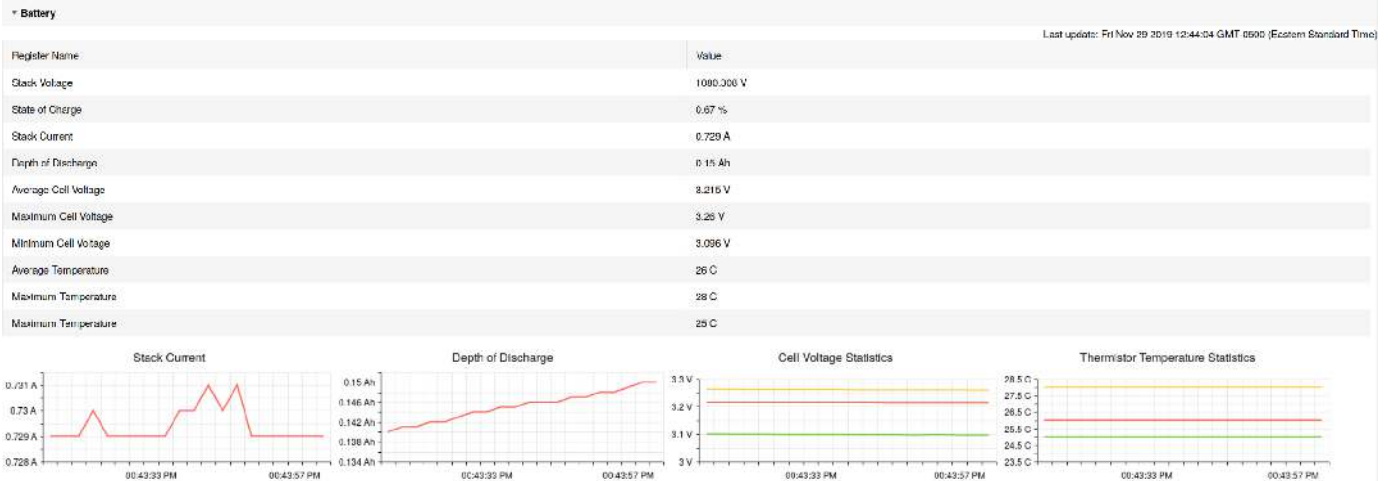 Battery
Last update: Fri Nov 29 2019 12:44:04 GMT-0500 (Eastern Standard Time)
Register Name Value
Stack Voltage 1080.308 V
State of Charge 0.67 %
Stack Current 0.729 A
Depth of Discharge 0.15 Ah
Average Cell Voltage 3.215 V
Maximum Cell Voltage 3.26 V
Minimum Cell Voltage 3.096 V
Average Temperature 26 C
Maximum Temperature 28 C
Maximum Temperature 25 C
Stack Current Depth of Discharge Cell Voltage Statistics Thermistor Temperature Statistics
0.731 A 0.15 Ah 3.3 V 28.5 C
0.73 A 0.146 Ah 3.2 V 27.5 C
0.729 A 0.142 Ah 3.1 V 26.5 C
0.728 A 0.138 Ah 3 V 25.5 C
0.134 Ah 24.5 C
23.5 C
00:43:33 PM 00:43:57 PM 00:43:33 PM 00:43:57 PM 00:43:33 PM 00:43:57 PM 00:43:33 PM 00:43:57 PM